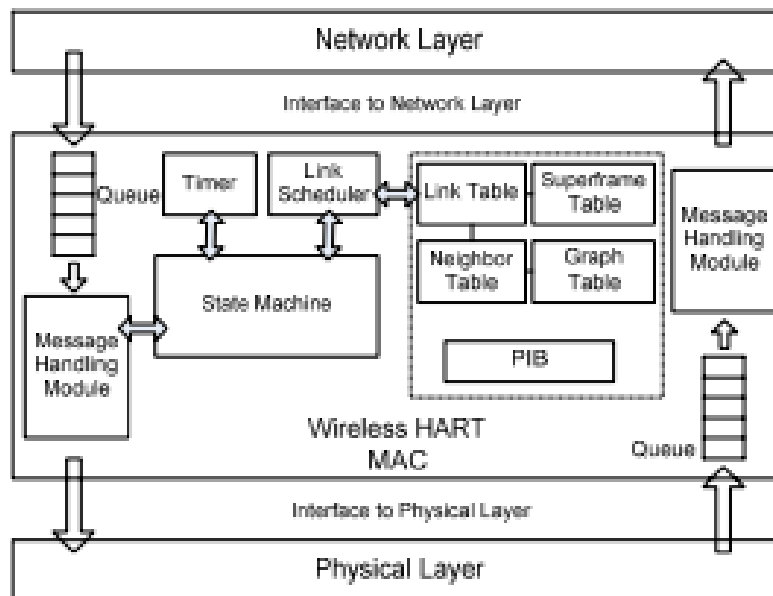 Network Layer
Interface to Network Layer
Queue
Timer
Link
Scheduler
Link Table
Superframe
Table
Neighbor
Table
Graph
Table
PIB
State Machine
Message
Handling
Module
Message
Handling
Module
Queue
Wireless HART
MAC
Interface to Physical Layer
Physical Layer